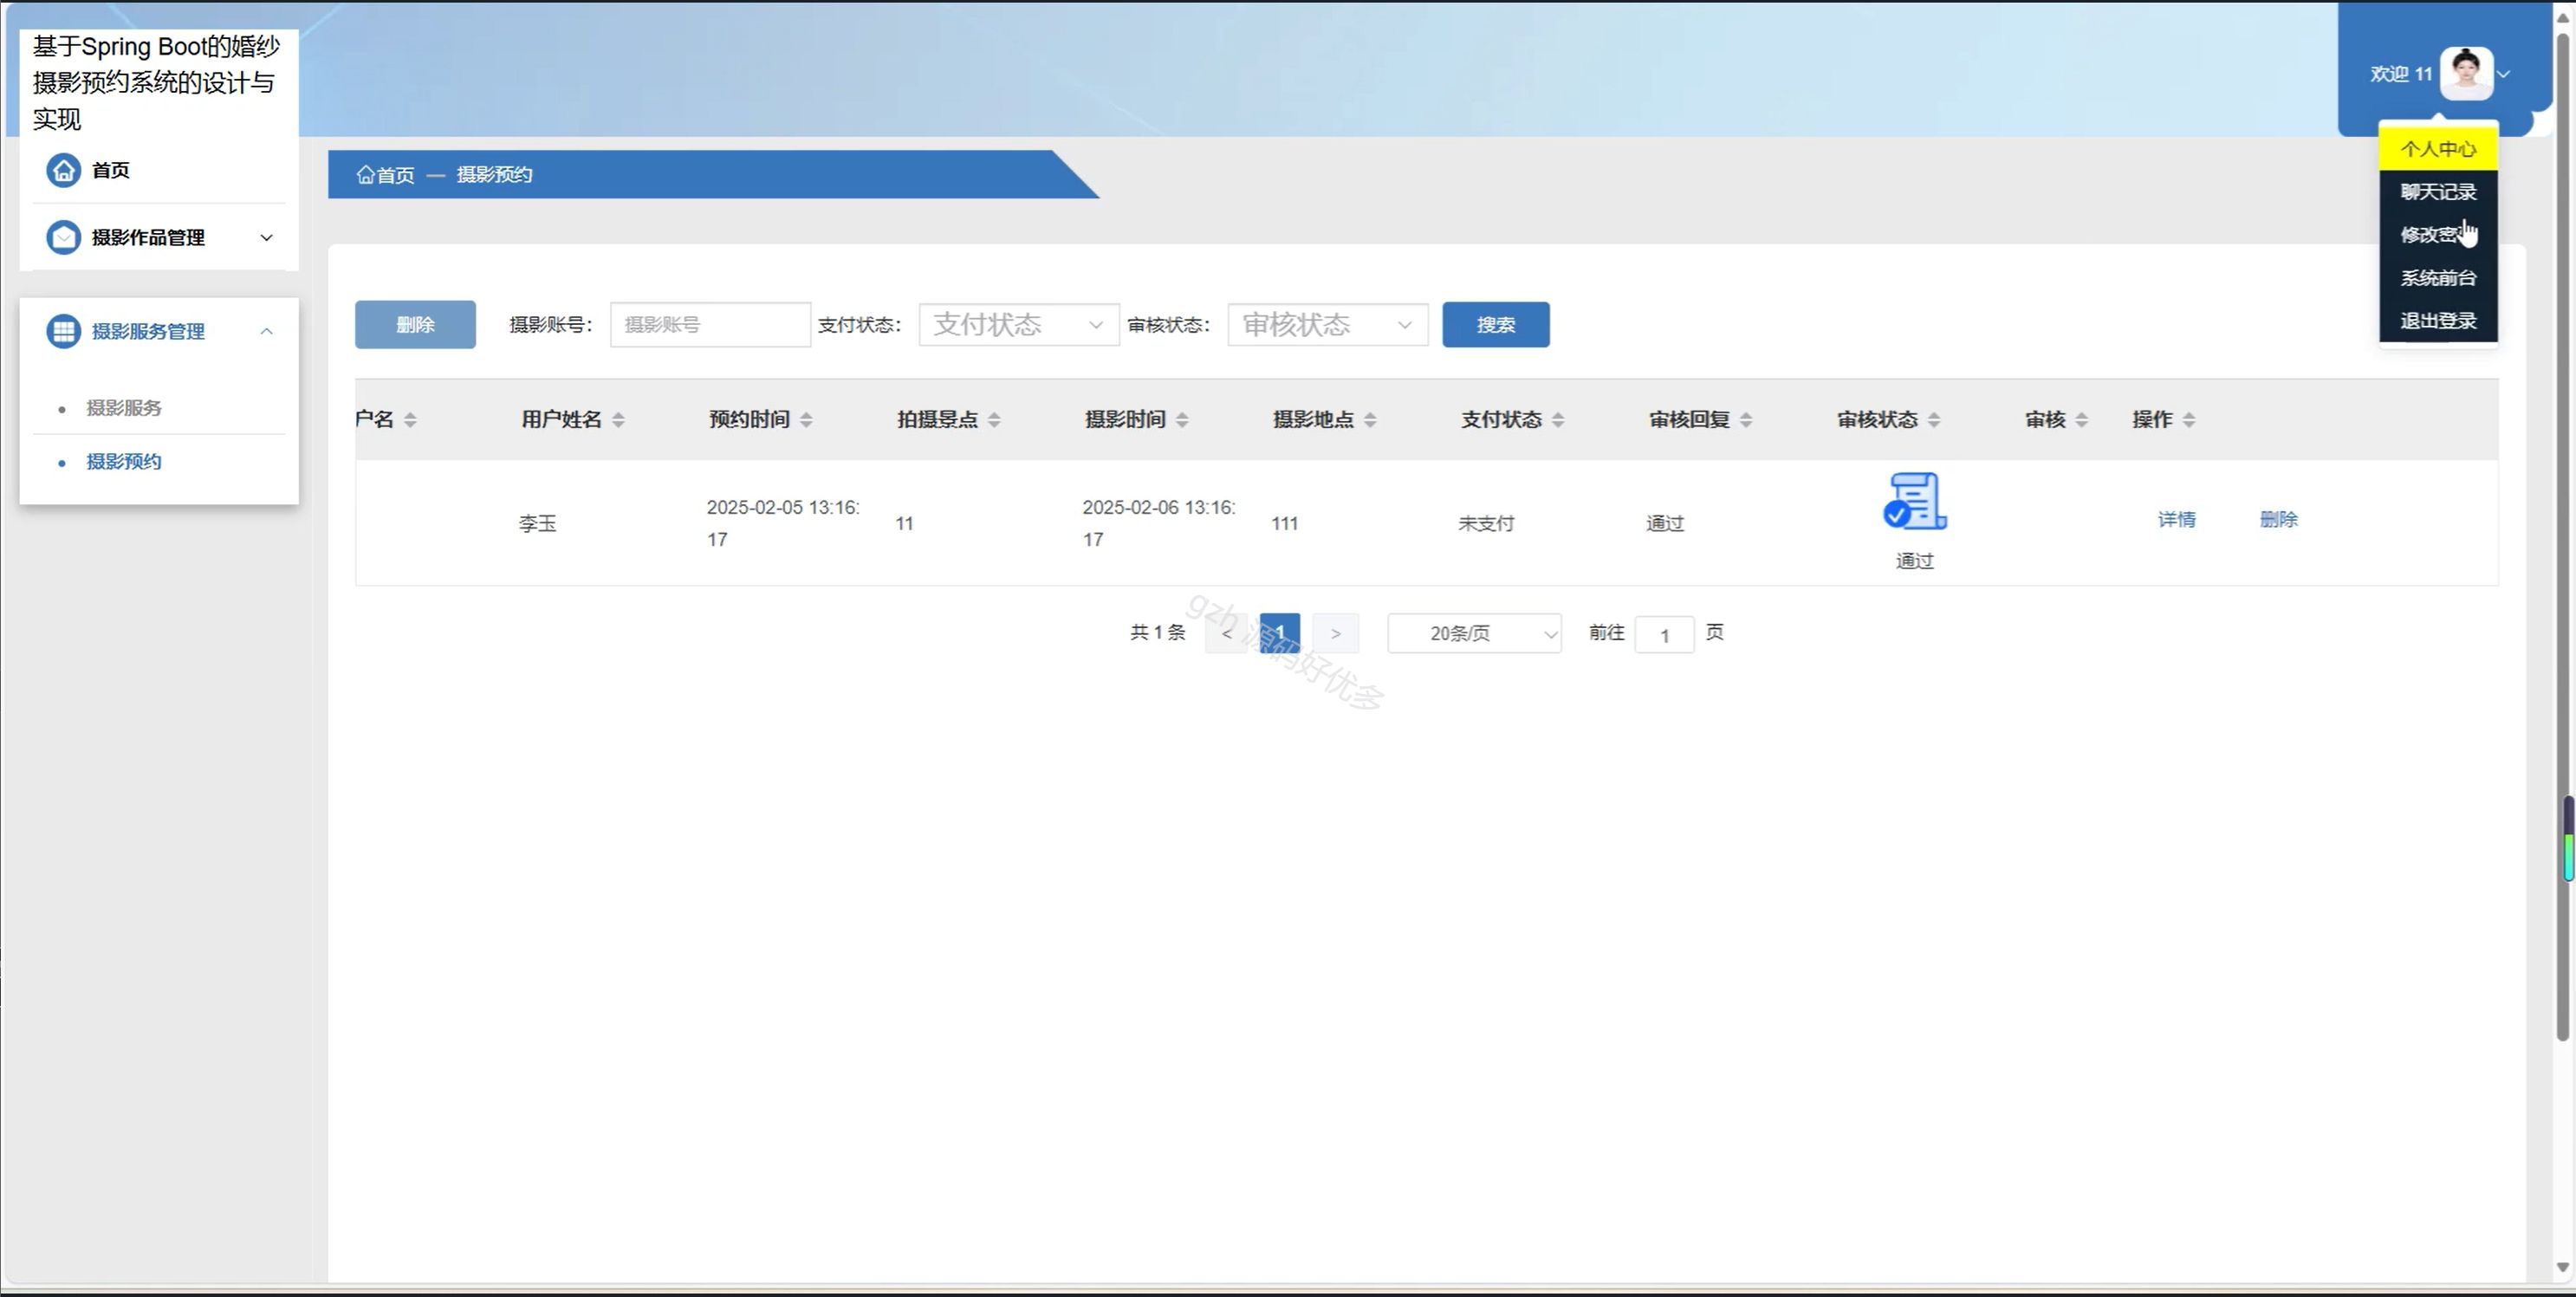 基于Spring Boot的婚纱
摄影预约系统的设计与
实现
欢迎 11
首页
摄影作品管理
摄影服务管理
摄影服务
摄影预约
首页 — 摄影预约
个人中心
聊天记录
修改密
系统前台
退出登录
删除 摄影账号： 摄影账号 支付状态： 支付状态 审核状态： 审核状态 搜索
户名 用户姓名 预约时间 拍摄景点 摄影时间 摄影地点 支付状态 审核回复 审核状态 审核 操作
李玉 2025-02-05 13:16:17 11 2025-02-06 13:16:17 111 未支付 通过 通过 详情 删除
共 1 条 < 1 > 20条/页 前往 1 页
gzh 源码好优多